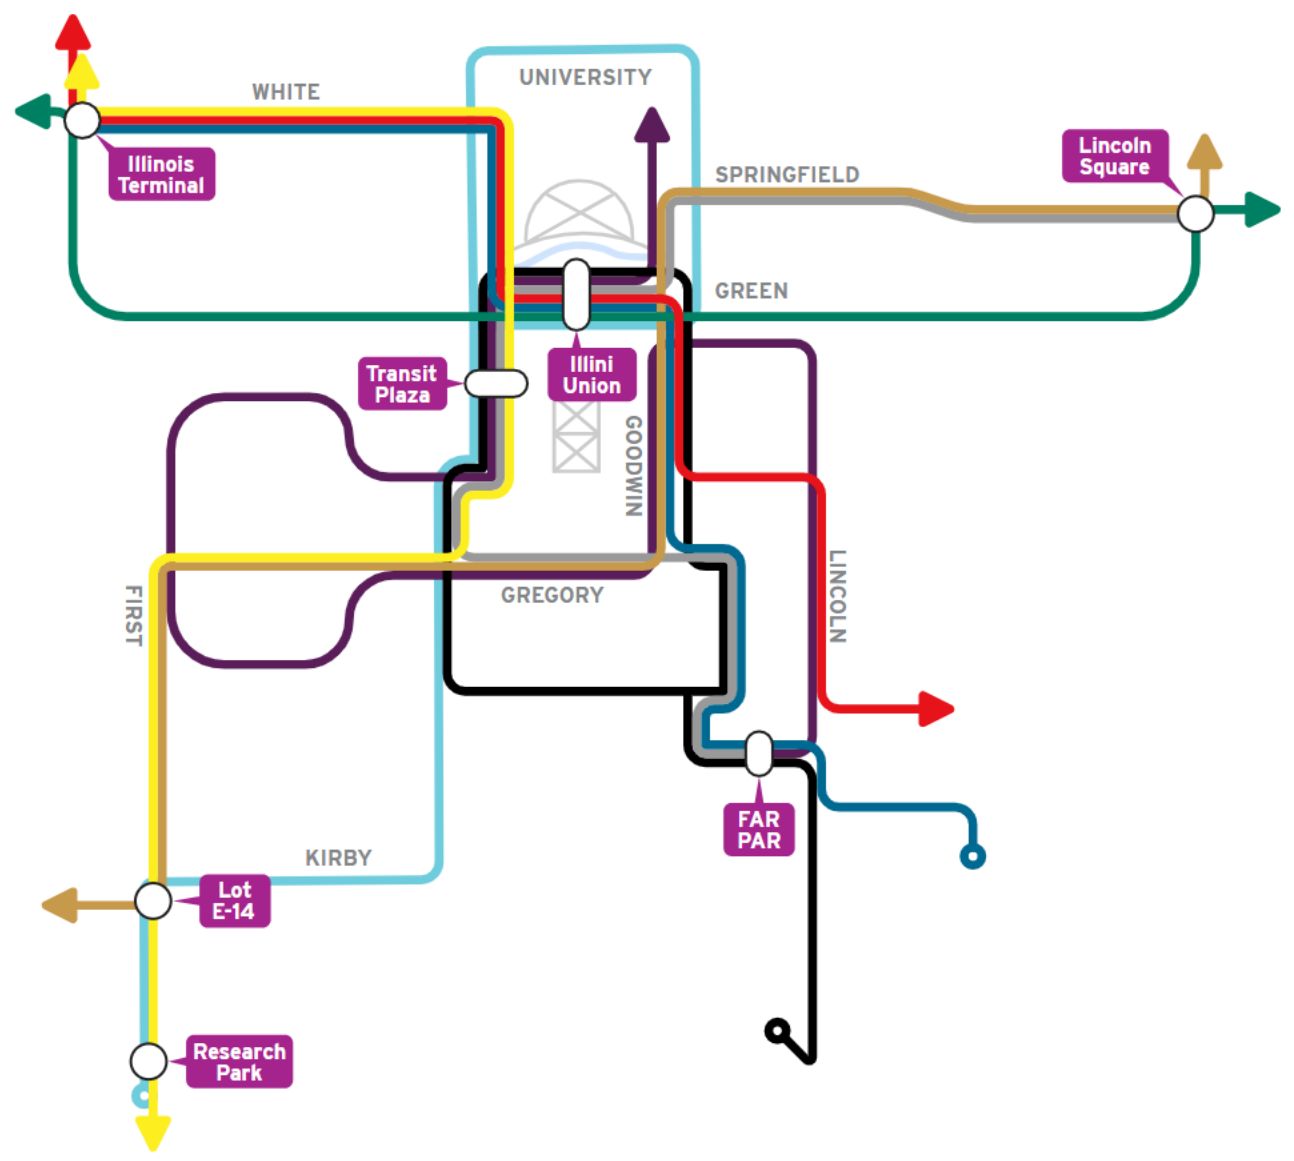 UNIVERSITY
WHITE
Illinois
Terminal
Lincoln
Square
SPRINGFIELD
GREEN
Transit
Plaza
Illini
Union
GOODWIN
LINCOLN
FIRST
GREGORY
FAR
PAR
KIRBY
Lot
E-14
Research
Park